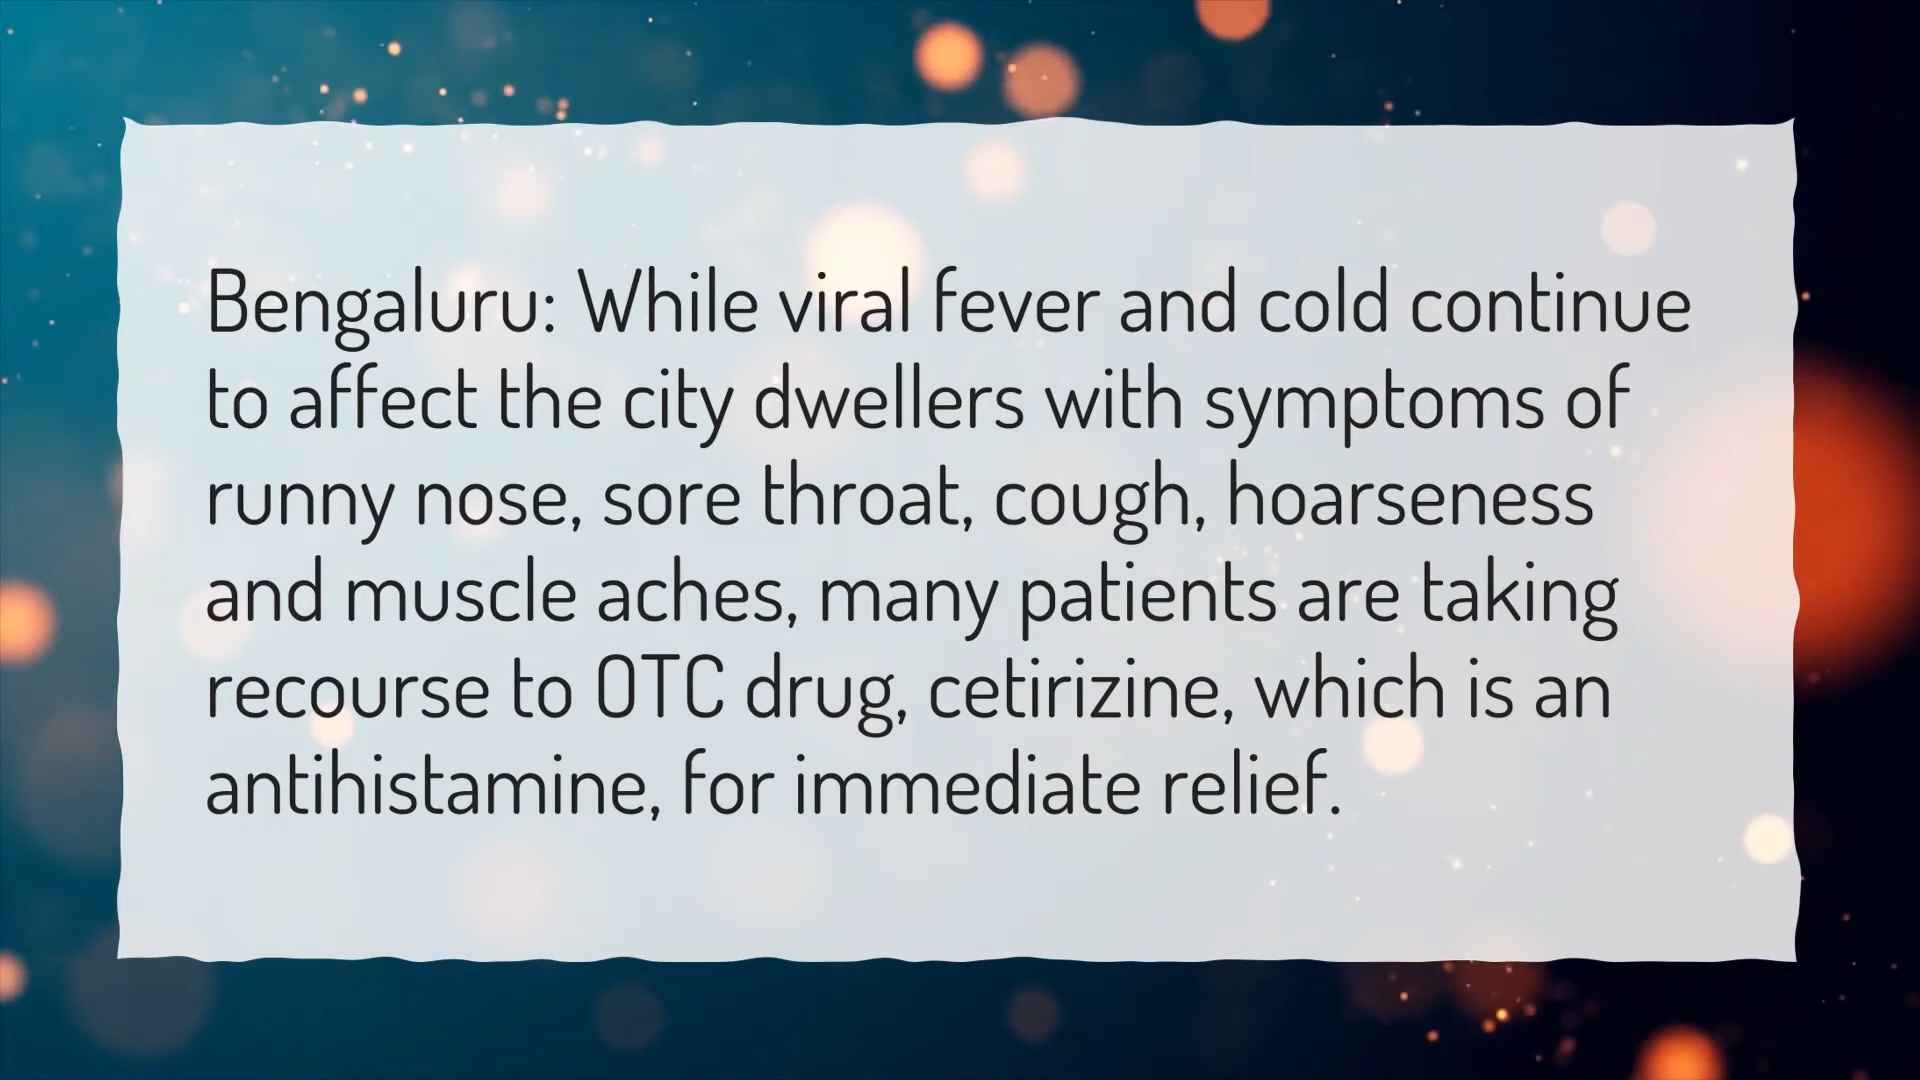 Bengaluru: While viral fever and cold continue
to affect the city dwellers with symptoms of
runny nose, sore throat, cough, hoarseness
and muscle aches, many patients are taking
recourse to OTC drug, cetirizine, which is an
antihistamine, for immediate relief.